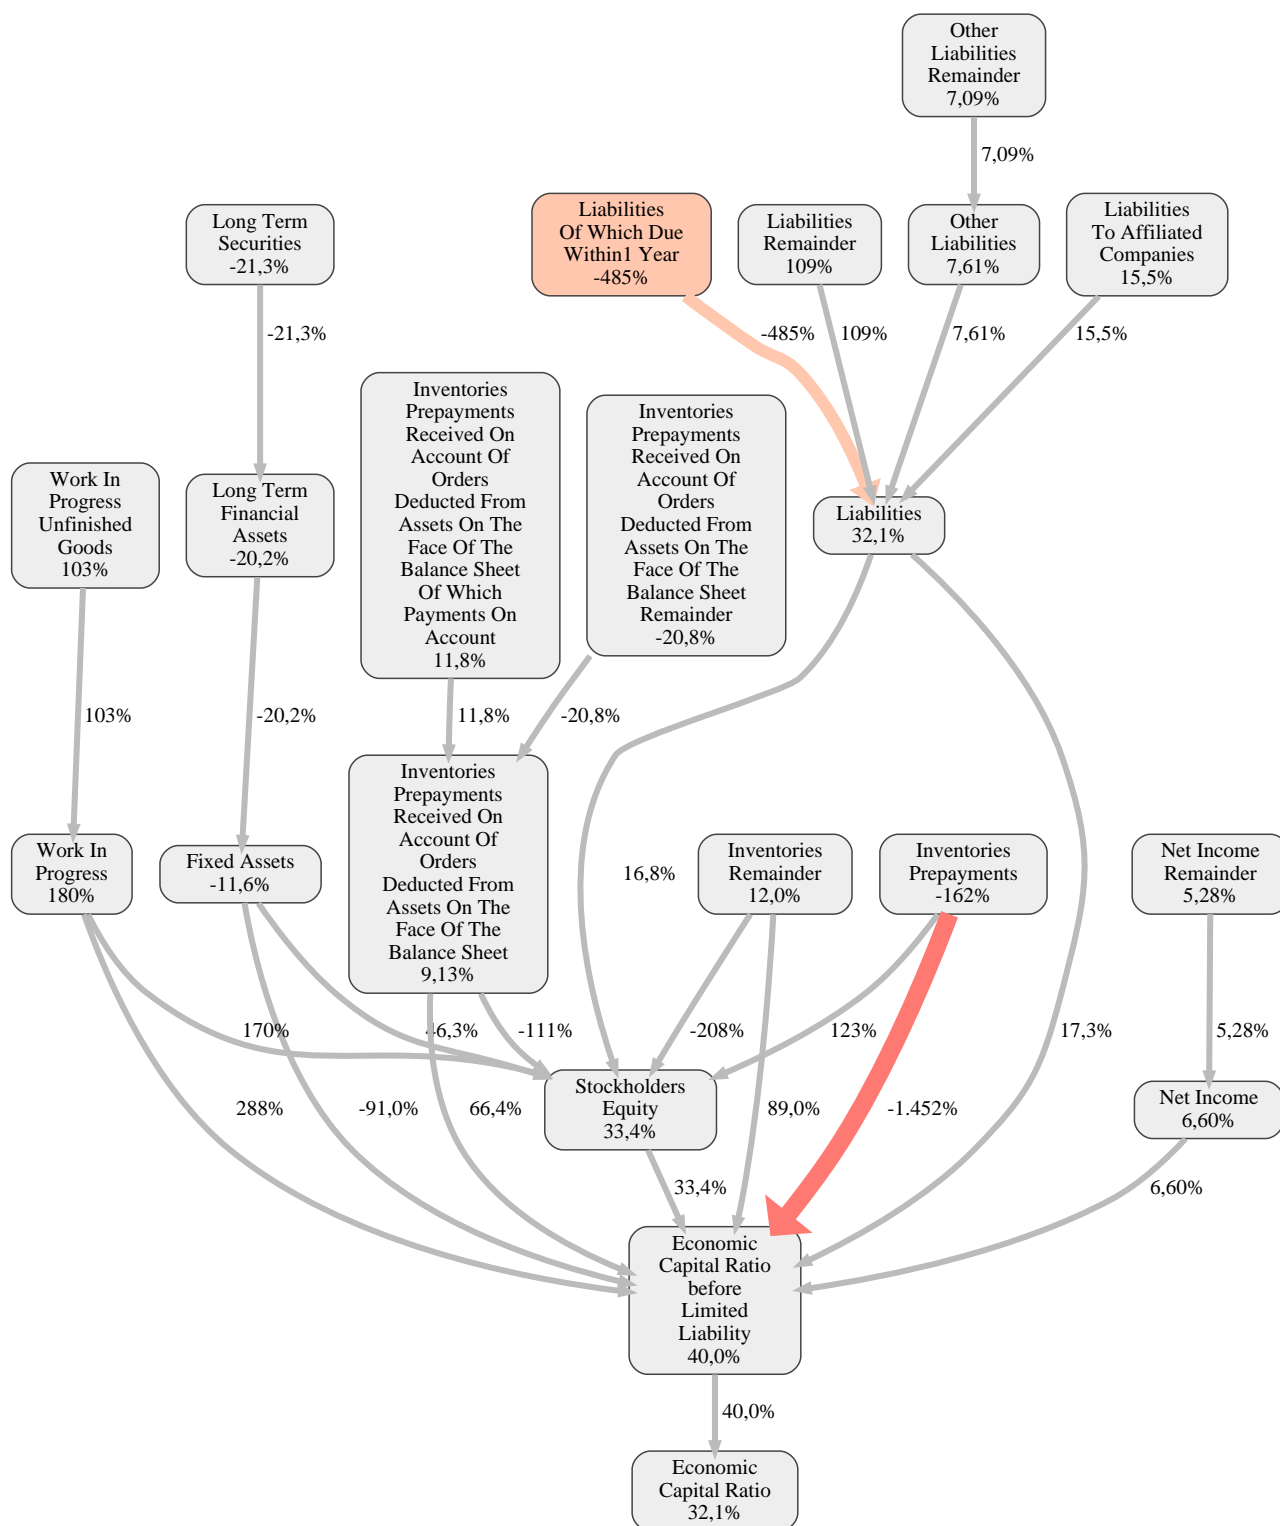 Other
Liabilities
Remainder
7,09%
7,09%
Long Term
Securities
-21,3%
Liabilities
Of Which Due
Within1 Year
-485%
Liabilities
Remainder
109%
Other
Liabilities
7,61%
Liabilities
To Affiliated
Companies
15,5%
-21,3%
-485%
109%
7,61%
15,5%
Work In
Progress
Unfinished
Goods
103%
Long Term
Financial
Assets
-20,2%
Inventories
Prepayments
Received On
Account Of
Orders
Deducted From
Assets On The
Face Of The
Balance Sheet
Of Which
Payments On
Account
11,8%
Inventories
Prepayments
Received On
Account Of
Orders
Deducted From
Assets On The
Face Of The
Balance Sheet
Remainder
-20,8%
Liabilities
32,1%
103%
-20,2%
11,8%
-20,8%
Work In
Progress
180%
Fixed Assets
-11,6%
Inventories
Prepayments
Received On
Account Of
Orders
Deducted From
Assets On The
Face Of The
Balance Sheet
9,13%
16,8%
Inventories
Remainder
12,0%
Inventories
Prepayments
-162%
Net Income
Remainder
5,28%
170%
46,3%
-111%
-208%
123%
17,3%
5,28%
Stockholders
Equity
33,4%
Net Income
6,60%
288%
-91,0%
66,4%
89,0%
-1.452%
33,4%
6,60%
Economic
Capital Ratio
before
Limited
Liability
40,0%
40,0%
Economic
Capital Ratio
32,1%